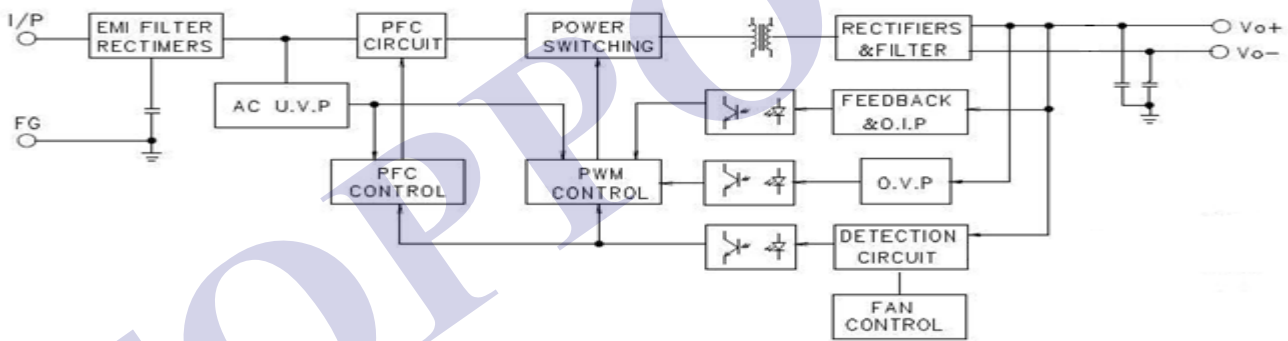 I/P
EMI FILTER
RECTIMERS
PFC
CIRCUIT
POWER
SWITCHING
RECTIFIERS
&FILTER
Vo+
Vo-
AC U.V.P
FEEDBACK
&O.I.P
FG
PFC
CONTROL
PWM
CONTROL
O.V.P
DETECTION
CIRCUIT
FAN
CONTROL
OPPO